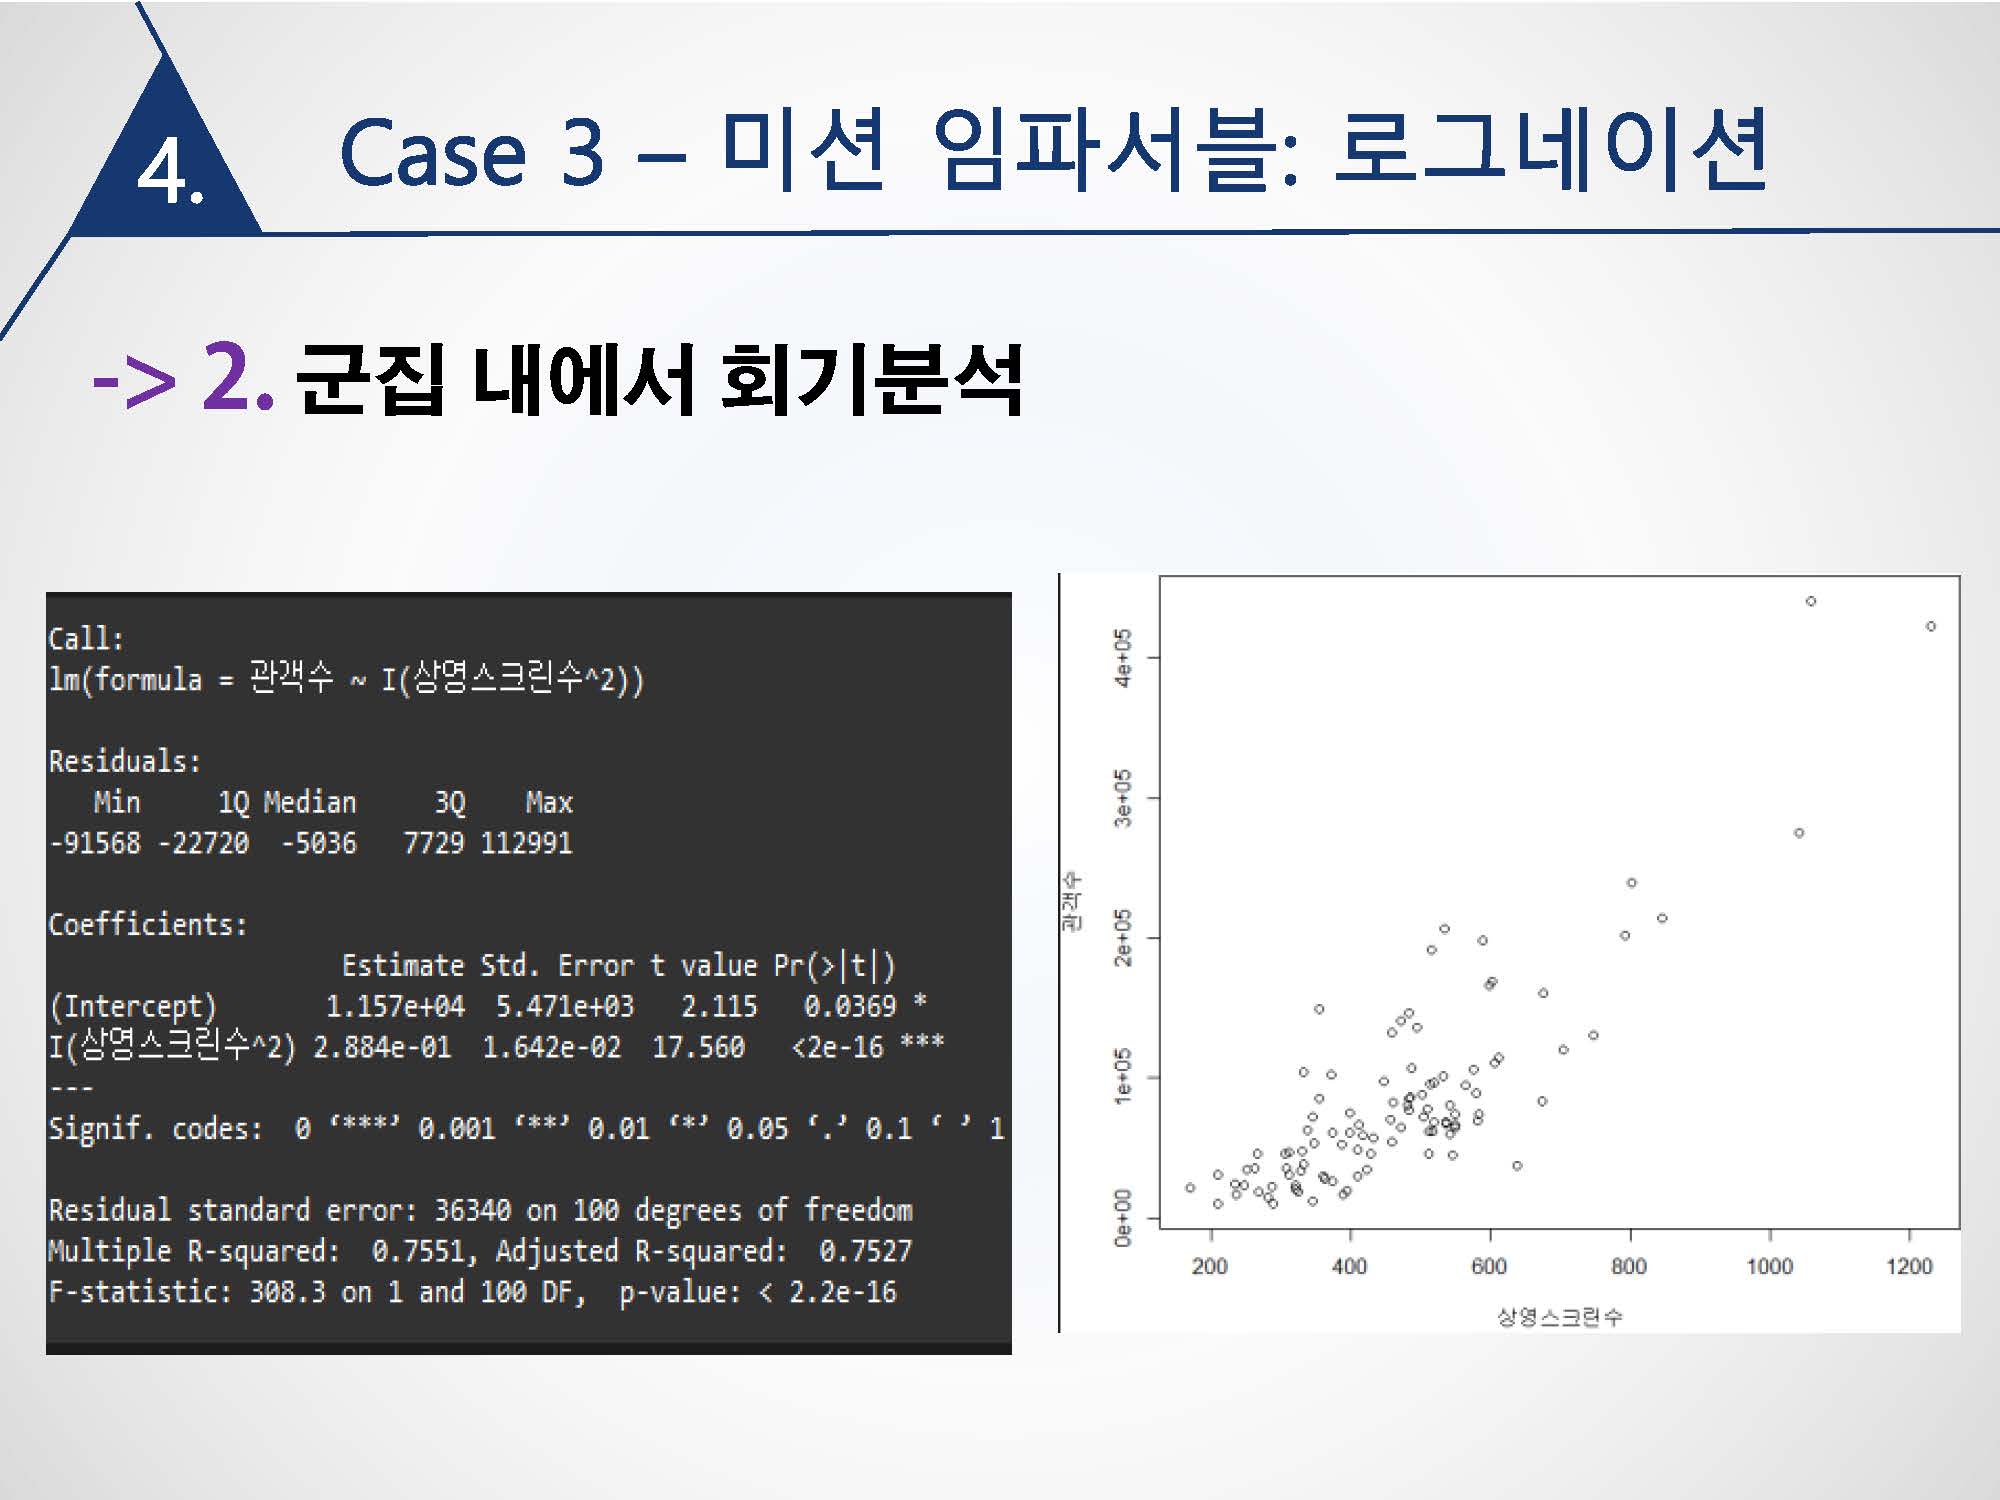 4.
Case 3 – 미션 임파서블: 로그네이션
-> 2. 군집 내에서 회기분석
Call:
lm(formula = 관객수 ~ I(상영스크린수^2))
Residuals:
Min 1Q Median 3Q Max
-91568 -22720 -5036 7729 112991
Coefficients:
Estimate Std. Error t value Pr(>|t|)
(Intercept) 1.157e+04 5.471e+03 2.115 0.0369 *
I(상영스크린수^2) 2.884e-01 1.642e-02 17.560 <2e-16 ***
---
Signif. codes: 0 ‘***’ 0.001 ‘**’ 0.01 ‘*’ 0.05 ‘.’ 0.1 ‘ ’ 1
Residual standard error: 36340 on 100 degrees of freedom
Multiple R-squared: 0.7551, Adjusted R-squared: 0.7527
F-statistic: 308.3 on 1 and 100 DF, p-value: < 2.2e-16
관객수
4e+05
3e+05
2e+05
1e+05
0e+00
200 400 600 800 1000 1200
상영스크린수